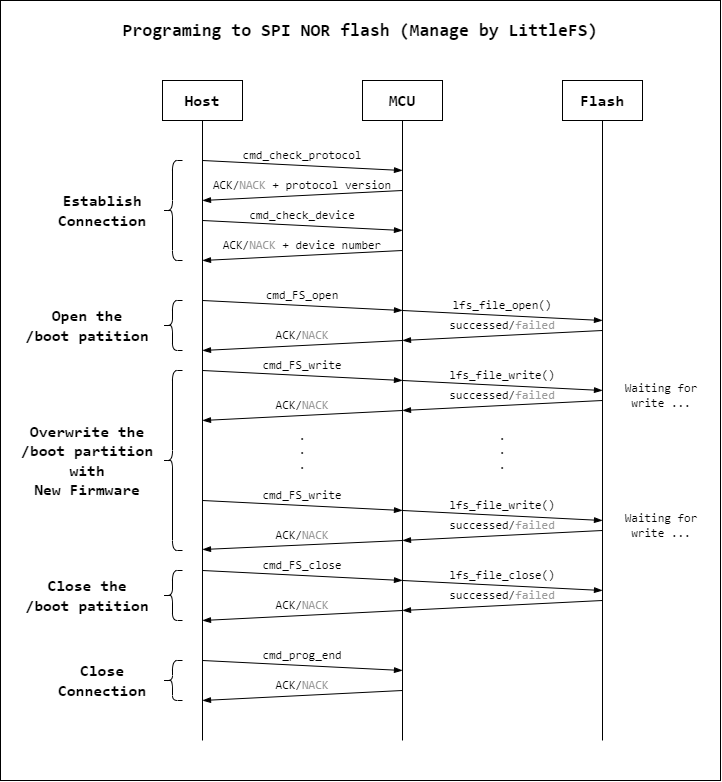 Programing to SPI NOR flash (Manage by LittleFS)
Host
MCU
Flash
Establish
Connection
cmd_check_protocol
ACK/NACK + protocol version
cmd_check_device
ACK/NACK + device number
Open the
/boot patition
cmd_FS_open
lfs_file_open()
successed/failed
ACK/NACK
Overwrite the
/boot partition
with
New Firmware
cmd_FS_write
lfs_file_write()
successed/failed
ACK/NACK
Waiting for
write ...
.
.
.
.
.
.
cmd_FS_write
lfs_file_write()
successed/failed
ACK/NACK
Waiting for
write ...
Close the
/boot patition
cmd_FS_close
lfs_file_close()
successed/failed
ACK/NACK
Close
Connection
cmd_prog_end
ACK/NACK